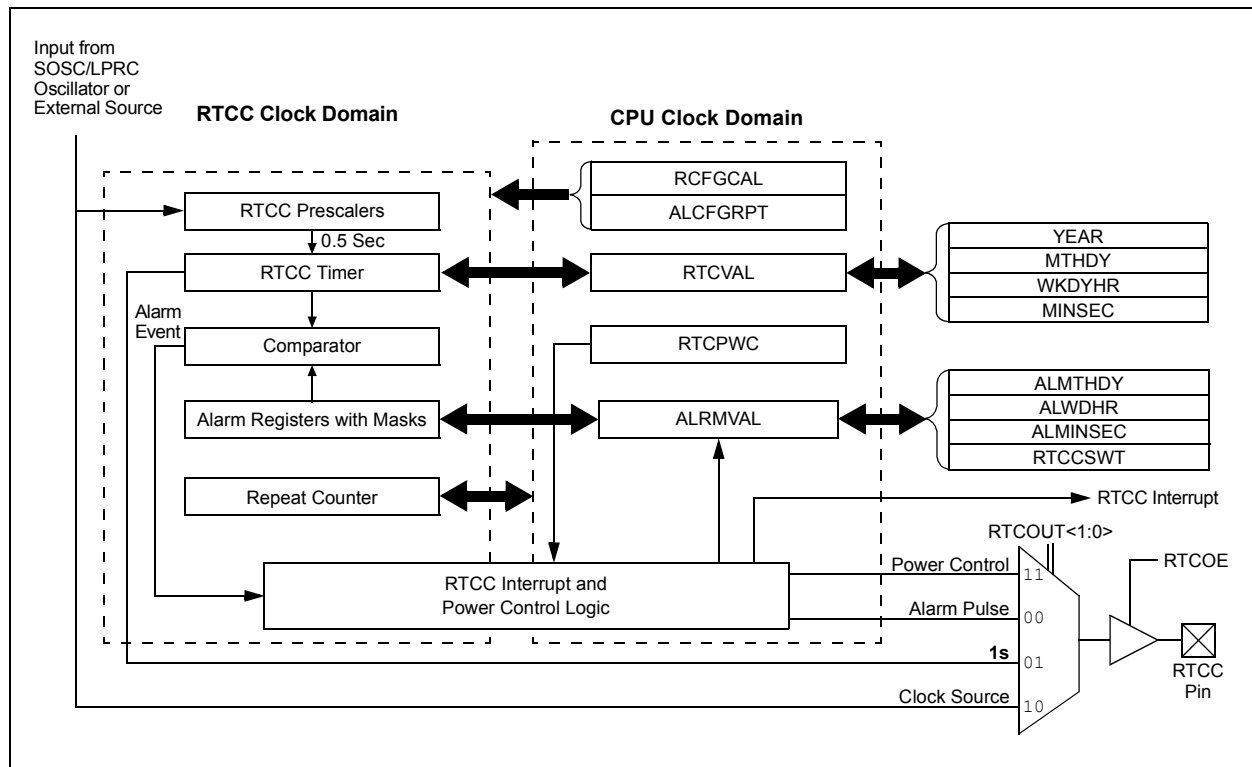 Input from
SOSC/LPRC
Oscillator or
External Source
RTCC Clock Domain
CPU Clock Domain
RTCC Prescalers
0.5 Sec
RTCC Timer
Alarm
Event
Comparator
Alarm Registers with Masks
Repeat Counter
RCFGCAL
ALCFGRPT
RTCVAL
RTCPWC
ALRMVAL
YEAR
MTHDY
WKDYHR
MINSEC
ALMTHDY
ALWDHR
ALMINSEC
RTCCSWT
RTCC Interrupt
RTCOUT<1:0>
RTCC Interrupt and
Power Control Logic
Power Control
11
Alarm Pulse
00
1s
01
Clock Source
10
RTCOE
RTCC
Pin